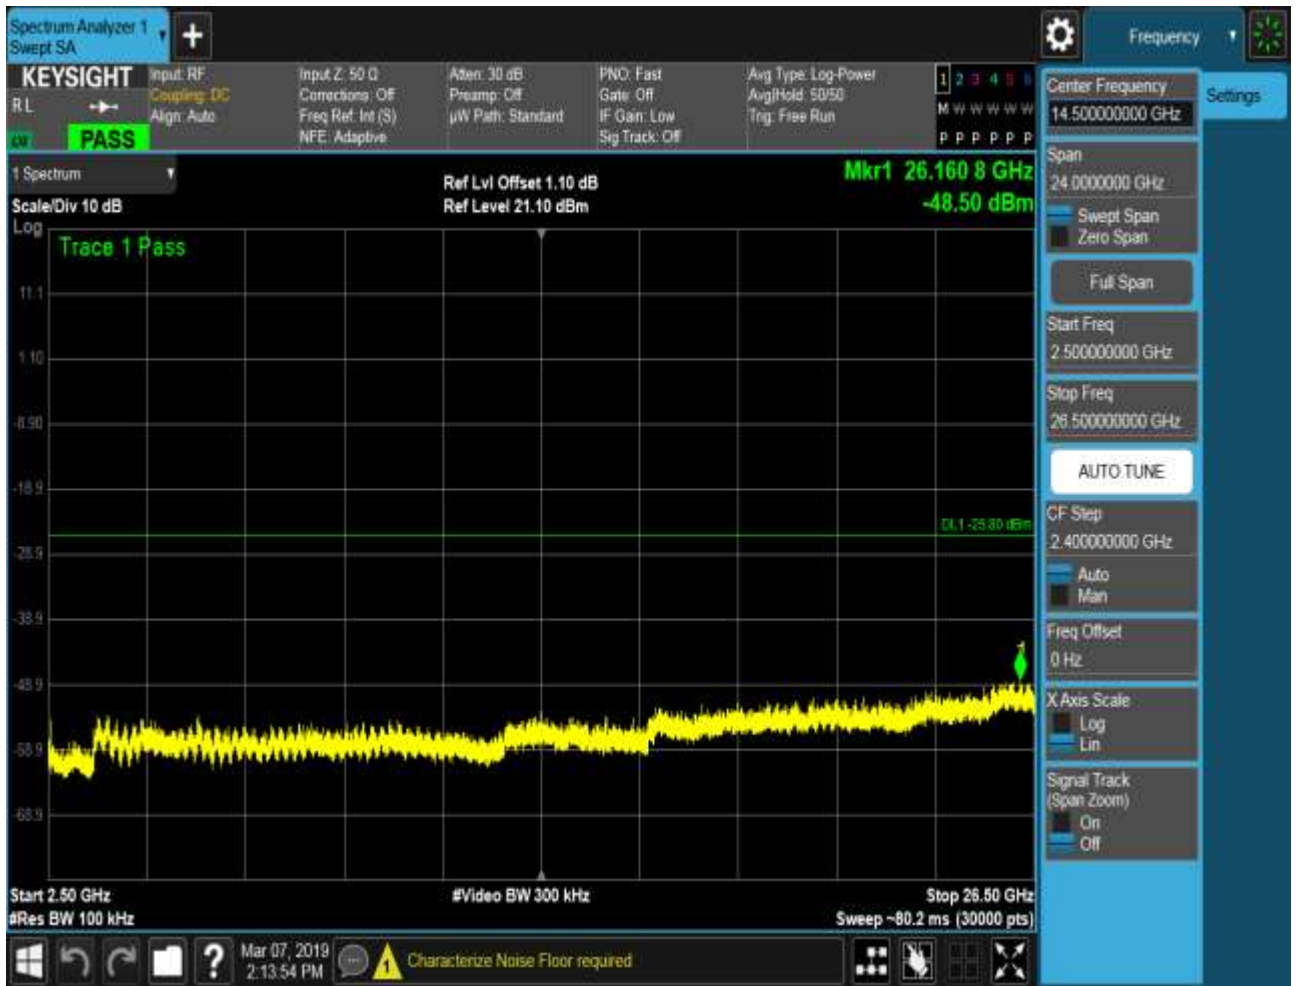 Spectrum Analyzer 1
Swept SA
Frequency
KEYSIGHT
R L
PASS
Input: RF
Coupling: DC
Align: Auto
Input Z: 50 Ω
Corrections: Off
Freq Ref: Int (S)
NFE: Adaptive
Atten: 30 dB
Preamp: Off
µW Path: Standard
PNO: Fast
Gate: Off
IF Gain: Low
Sig Track: Off
Avg Type: Log-Power
Avg|Hold: 50/50
Trig: Free Run
1 2 3 4 5 6
M W W W W W
P P P P P P
1 Spectrum
Scale/Div 10 dB
Log
Ref Lvl Offset 1.10 dB
Ref Level 21.10 dBm
Mkr1 26.160 8 GHz
-48.50 dBm
Trace 1 Pass
11.1
1.10
-8.90
-18.9
-28.9
-38.9
-48.9
-58.9
-68.9
DL1 -25.80 dBm
1
Start 2.50 GHz
#Res BW 100 kHz
#Video BW 300 kHz
Stop 26.50 GHz
Sweep ~80.2 ms (30000 pts)
Center Frequency
14.500000000 GHz
Settings
Span
24.0000000 GHz
Swept Span
Zero Span
Full Span
Start Freq
2.500000000 GHz
Stop Freq
26.500000000 GHz
AUTO TUNE
CF Step
2.400000000 GHz
Auto
Man
Freq Offset
0 Hz
X Axis Scale
Log
Lin
Signal Track
(Span Zoom)
On
Off
?
Mar 07, 2019
2:13:54 PM
1
Characterize Noise Floor required